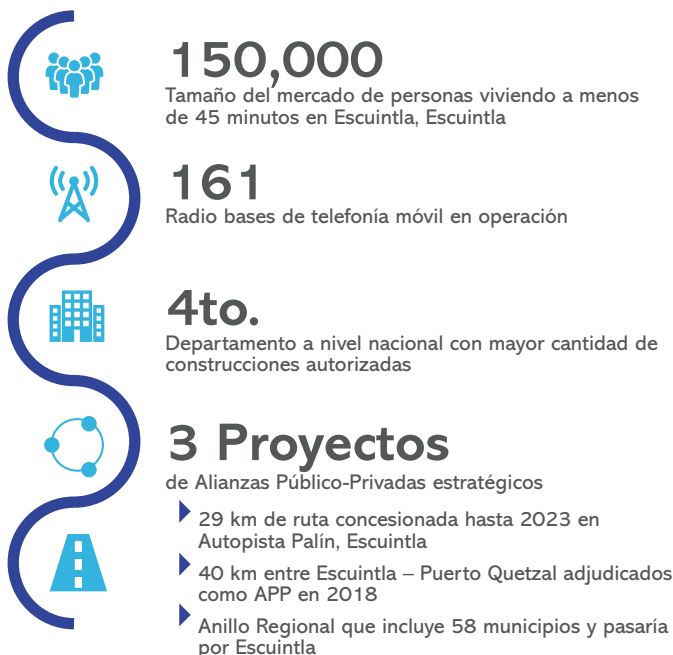 150,000
Tamaño del mercado de personas viviendo a menos
de 45 minutos en Escuintla, Escuintla
161
Radio bases de telefonía móvil en operación
4to.
Departamento a nivel nacional con mayor cantidad de
construcciones autorizadas
3 Proyectos
de Alianzas Público-Privadas estratégicos
29 km de ruta concesionada hasta 2023 en
Autopista Palín, Escuintla
40 km entre Escuintla – Puerto Quetzal adjudicados
como APP en 2018
Anillo Regional que incluye 58 municipios y pasaría
por Escuintla